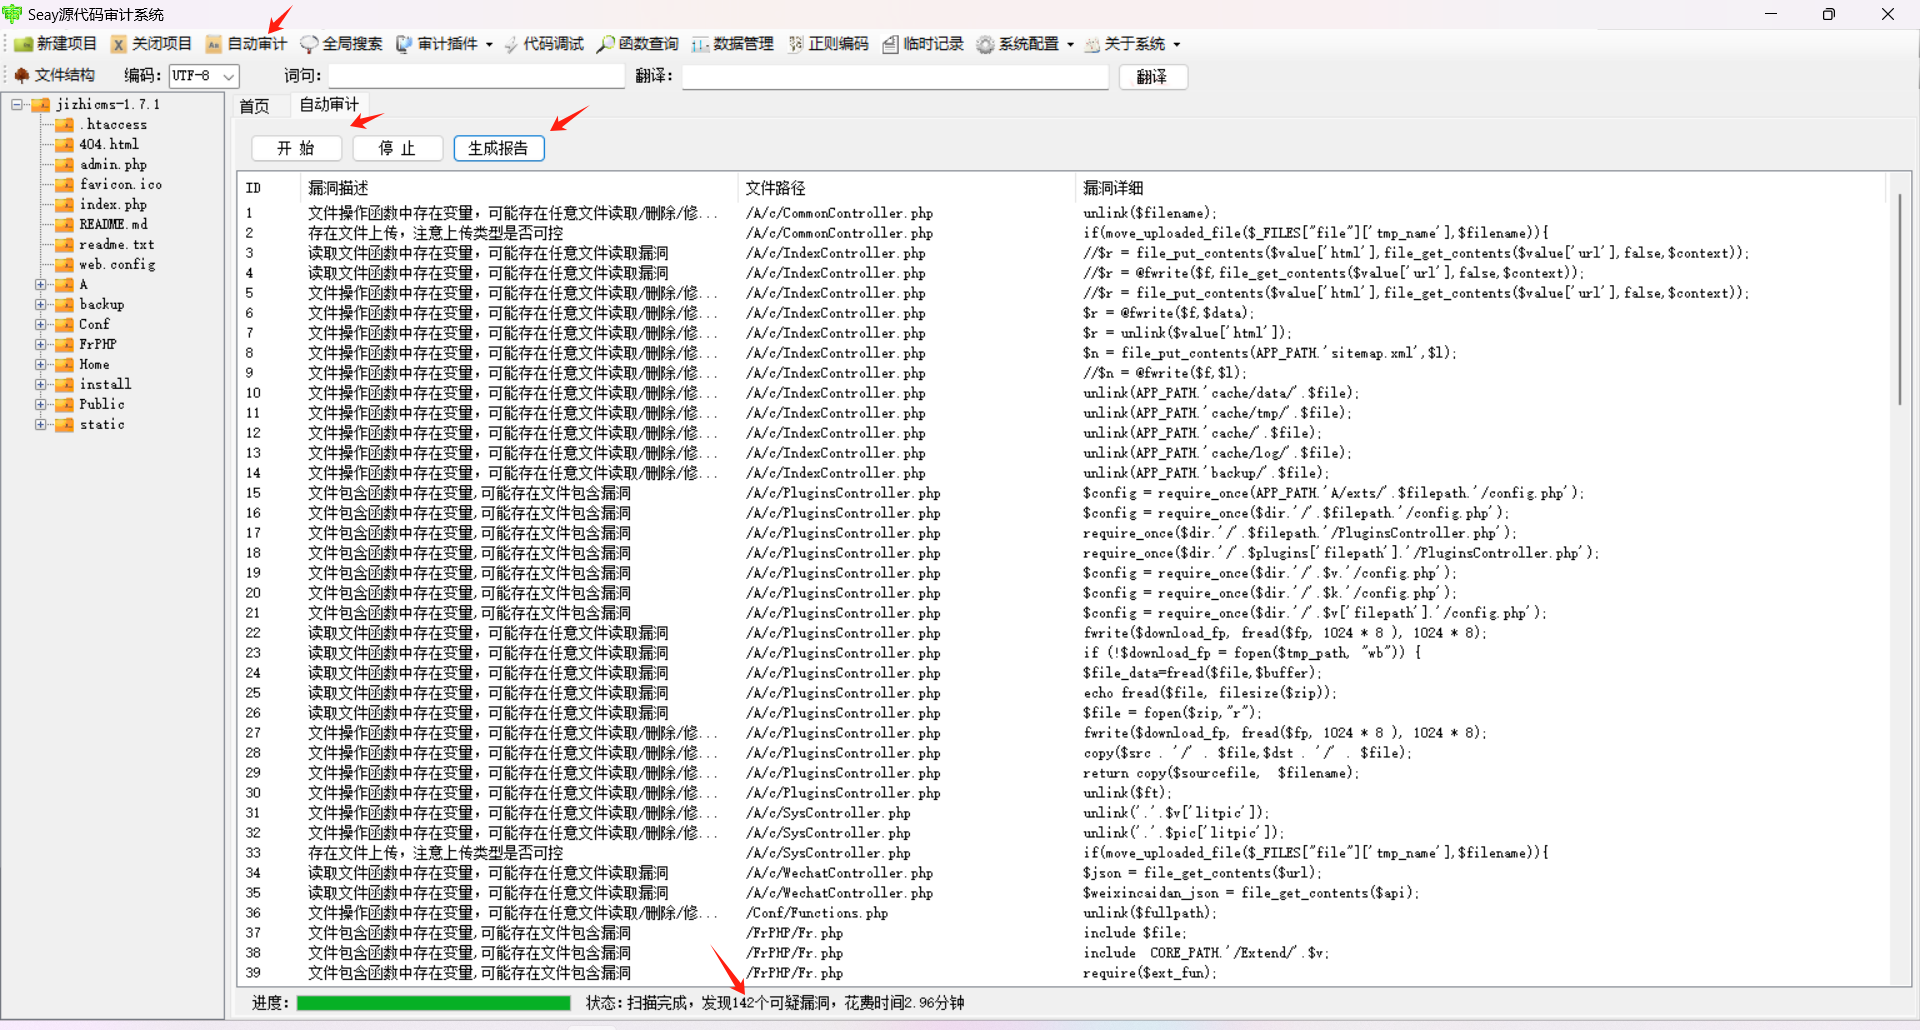 Seay源代码审计系统
新建项目 关闭项目 自动审计 全局搜索 审计插件 代码调试 函数查询 数据管理 正则编码 临时记录 系统配置 关于系统
文件结构 编码： UTF-8 词句： 翻译： 翻译
首页 自动审计
jizhicms-1.7.1
.htaccess
404.html
admin.php
favicon.ico
index.php
README.md
readme.txt
web.config
A
backup
Conf
FrPHP
Home
install
Public
static
开 始 停 止 生成报告
ID 漏洞描述 文件路径 漏洞详细
1 文件操作函数中存在变量，可能存在任意文件读取/删除/修... /A/c/CommonController.php unlink($filename);
2 存在文件上传，注意上传类型是否可控 /A/c/CommonController.php if(move_uploaded_file($_FILES["file"]['tmp_name'],$filename)){
3 读取文件函数中存在变量，可能存在任意文件读取漏洞 /A/c/IndexController.php //$r = file_put_contents($value['html'],file_get_contents($value['url'],false,$context));
4 读取文件函数中存在变量，可能存在任意文件读取漏洞 /A/c/IndexController.php //$r = @fwrite($f,file_get_contents($value['url'],false,$context));
5 文件操作函数中存在变量，可能存在任意文件读取/删除/修... /A/c/IndexController.php //$r = file_put_contents($value['html'],file_get_contents($value['url'],false,$context));
6 文件操作函数中存在变量，可能存在任意文件读取/删除/修... /A/c/IndexController.php $r = @fwrite($f,$data);
7 文件操作函数中存在变量，可能存在任意文件读取/删除/修... /A/c/IndexController.php $r = unlink($value['html']);
8 文件操作函数中存在变量，可能存在任意文件读取/删除/修... /A/c/IndexController.php $n = file_put_contents(APP_PATH.'sitemap.xml',$l);
9 文件操作函数中存在变量，可能存在任意文件读取/删除/修... /A/c/IndexController.php //$n = @fwrite($f,$l);
10 文件操作函数中存在变量，可能存在任意文件读取/删除/修... /A/c/IndexController.php unlink(APP_PATH.'cache/data/'.$file);
11 文件操作函数中存在变量，可能存在任意文件读取/删除/修... /A/c/IndexController.php unlink(APP_PATH.'cache/tmp/'.$file);
12 文件操作函数中存在变量，可能存在任意文件读取/删除/修... /A/c/IndexController.php unlink(APP_PATH.'cache/'.$file);
13 文件操作函数中存在变量，可能存在任意文件读取/删除/修... /A/c/IndexController.php unlink(APP_PATH.'cache/log/'.$file);
14 文件操作函数中存在变量，可能存在任意文件读取/删除/修... /A/c/IndexController.php unlink(APP_PATH.'backup/'.$file);
15 文件包含函数中存在变量,可能存在文件包含漏洞 /A/c/PluginsController.php $config = require_once(APP_PATH.'A/exts/'.$filepath.'/config.php');
16 文件包含函数中存在变量,可能存在文件包含漏洞 /A/c/PluginsController.php $config = require_once($dir.'/'.$filepath.'/config.php');
17 文件包含函数中存在变量,可能存在文件包含漏洞 /A/c/PluginsController.php require_once($dir.'/'.$filepath.'/PluginsController.php');
18 文件包含函数中存在变量,可能存在文件包含漏洞 /A/c/PluginsController.php require_once($dir.'/'.$plugins['filepath'].'/PluginsController.php');
19 文件包含函数中存在变量,可能存在文件包含漏洞 /A/c/PluginsController.php $config = require_once($dir.'/'.$v.'/config.php');
20 文件包含函数中存在变量,可能存在文件包含漏洞 /A/c/PluginsController.php $config = require_once($dir.'/'.$k.'/config.php');
21 文件包含函数中存在变量,可能存在文件包含漏洞 /A/c/PluginsController.php $config = require_once($dir.'/'.$v['filepath'].'/config.php');
22 读取文件函数中存在变量，可能存在任意文件读取漏洞 /A/c/PluginsController.php fwrite($download_fp, fread($fp, 1024 * 8 ), 1024 * 8);
23 读取文件函数中存在变量，可能存在任意文件读取漏洞 /A/c/PluginsController.php if (!$download_fp = fopen($tmp_path, "wb")) {
24 读取文件函数中存在变量，可能存在任意文件读取漏洞 /A/c/PluginsController.php $file_data=fread($file,$buffer);
25 读取文件函数中存在变量，可能存在任意文件读取漏洞 /A/c/PluginsController.php echo fread($file, filesize($zip));
26 读取文件函数中存在变量，可能存在任意文件读取漏洞 /A/c/PluginsController.php $file = fopen($zip,"r");
27 文件操作函数中存在变量，可能存在任意文件读取/删除/修... /A/c/PluginsController.php fwrite($download_fp, fread($fp, 1024 * 8 ), 1024 * 8);
28 文件操作函数中存在变量，可能存在任意文件读取/删除/修... /A/c/PluginsController.php copy($src . '/' . $file,$dst . '/' . $file);
29 文件操作函数中存在变量，可能存在任意文件读取/删除/修... /A/c/PluginsController.php return copy($sourcefile, $filename);
30 文件操作函数中存在变量，可能存在任意文件读取/删除/修... /A/c/PluginsController.php unlink($ft);
31 文件操作函数中存在变量，可能存在任意文件读取/删除/修... /A/c/SysController.php unlink('.'.$v['litpic']);
32 文件操作函数中存在变量，可能存在任意文件读取/删除/修... /A/c/SysController.php unlink('.'.$pic['litpic']);
33 存在文件上传，注意上传类型是否可控 /A/c/SysController.php if(move_uploaded_file($_FILES["file"]['tmp_name'],$filename)){
34 读取文件函数中存在变量，可能存在任意文件读取漏洞 /A/c/WechatController.php $json = file_get_contents($url);
35 读取文件函数中存在变量，可能存在任意文件读取漏洞 /A/c/WechatController.php $weixincaidan_json = file_get_contents($api);
36 文件操作函数中存在变量，可能存在任意文件读取/删除/修... /Conf/Functions.php unlink($fullpath);
37 文件包含函数中存在变量,可能存在文件包含漏洞 /FrPHP/Fr.php include $file;
38 文件包含函数中存在变量,可能存在文件包含漏洞 /FrPHP/Fr.php include CORE_PATH.'/Extend/'.$v;
39 文件包含函数中存在变量,可能存在文件包含漏洞 /FrPHP/Fr.php require($ext_fun);
进度： 状态：扫描完成，发现142个可疑漏洞，花费时间2.96分钟